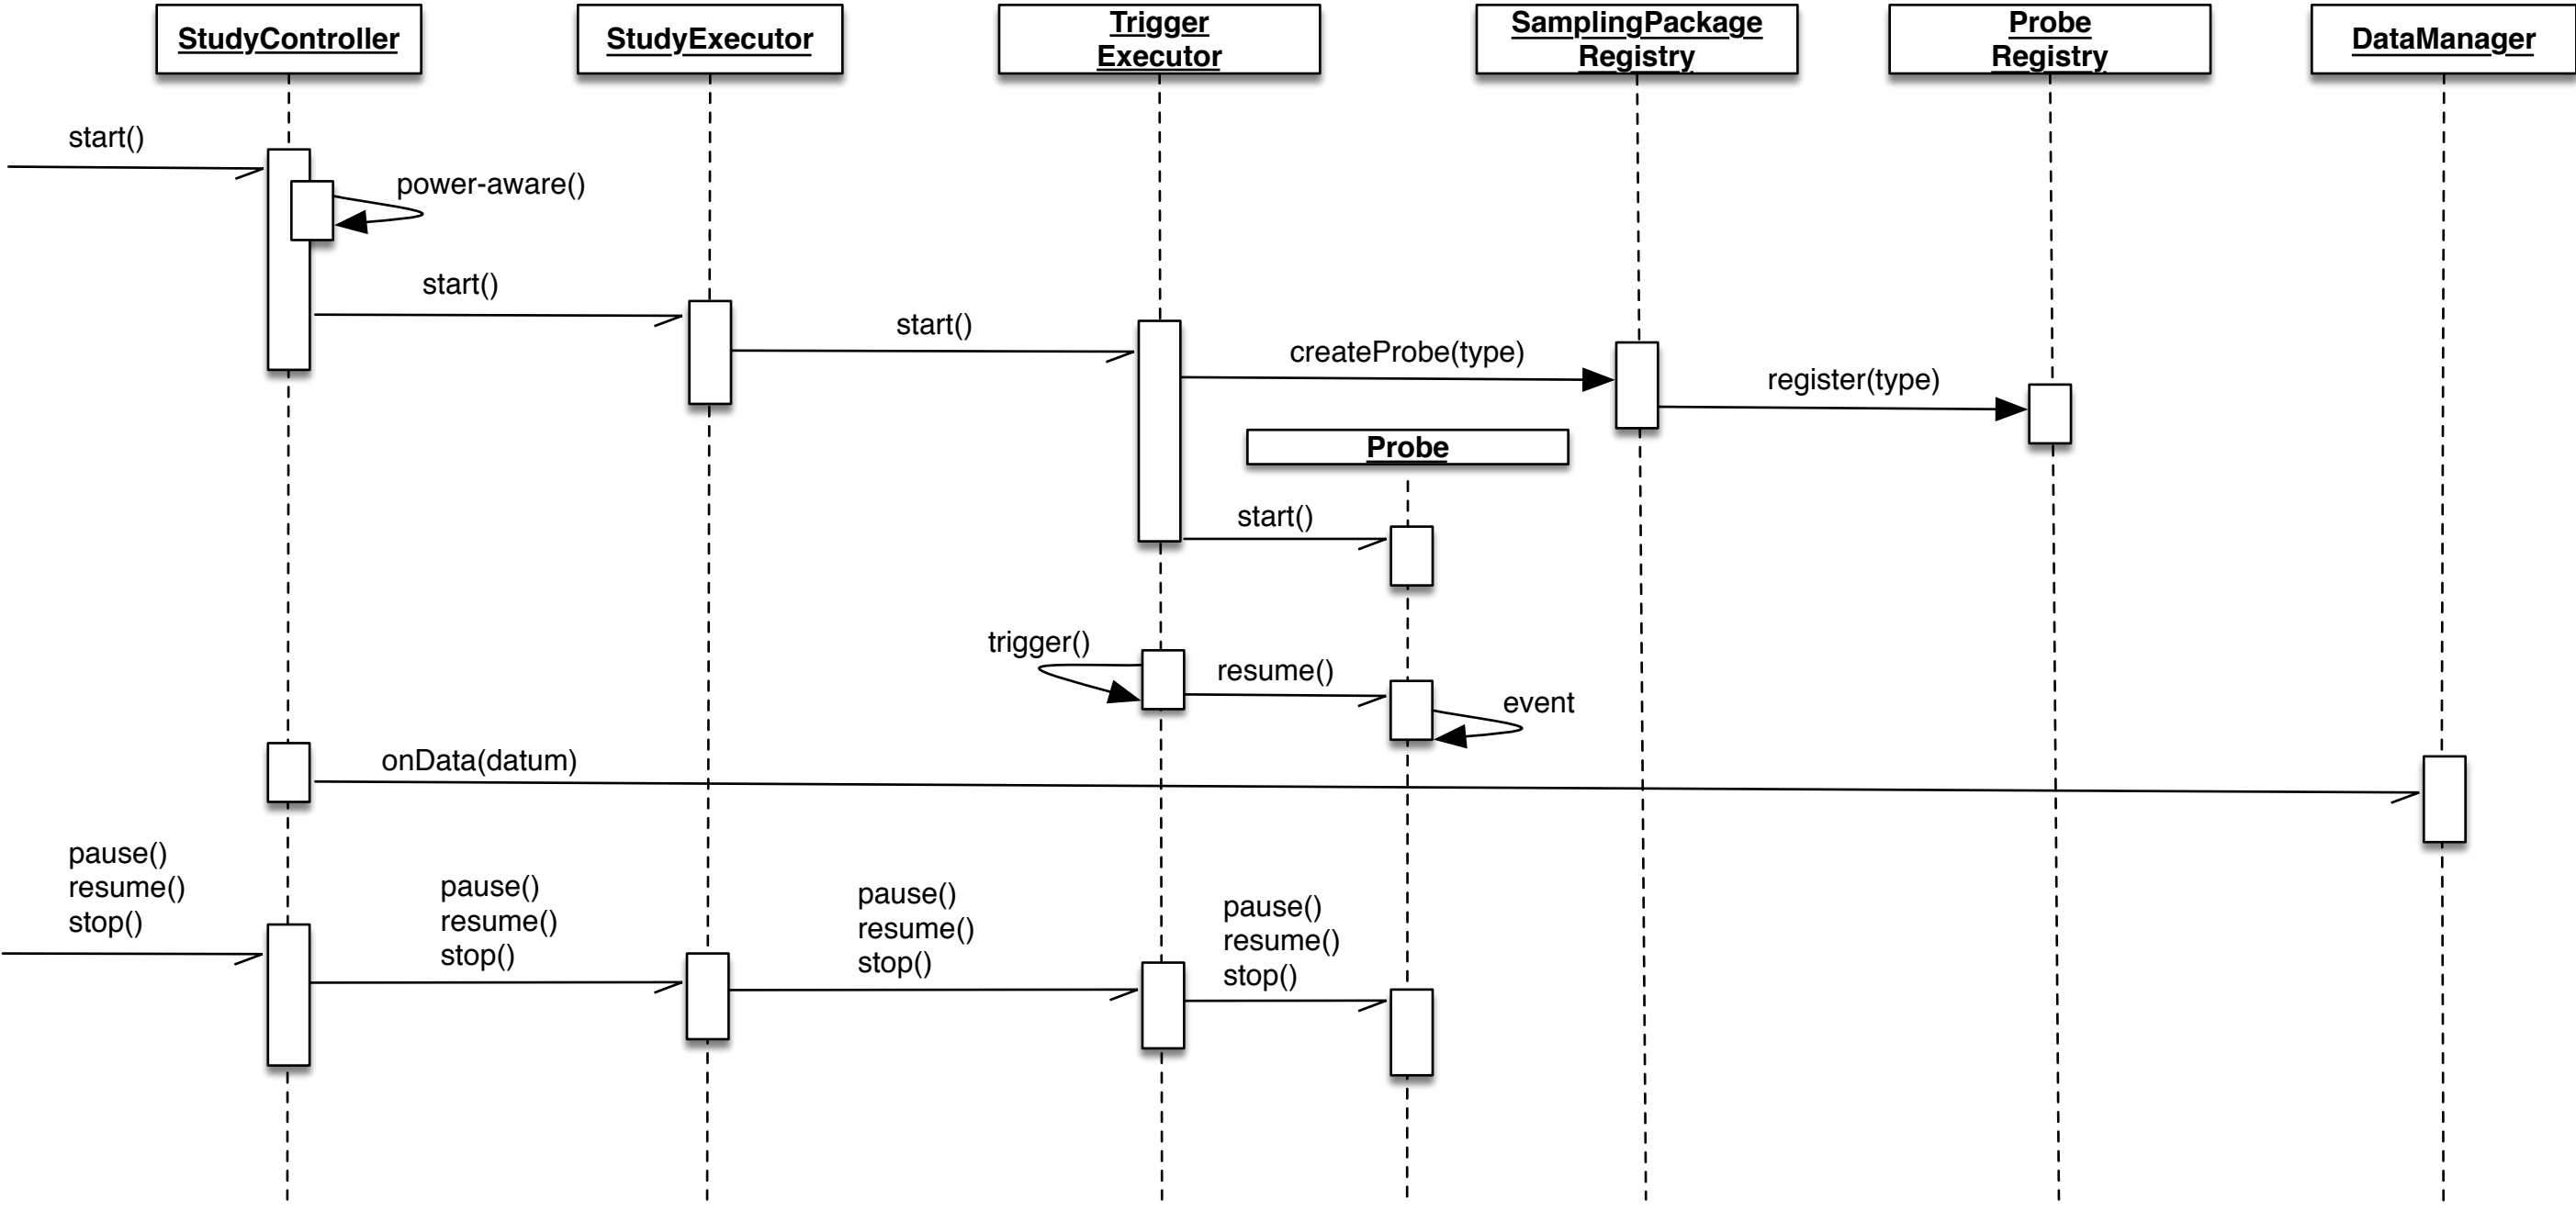 StudyController
StudyExecutor
Trigger
Executor
SamplingPackage
Registry
Probe
Registry
DataManager
start()
power-aware()
start()
start()
createProbe(type)
register(type)
Probe
start()
trigger()
resume()
event
onData(datum)
pause()
resume()
stop()
pause()
resume()
stop()
pause()
resume()
stop()
pause()
resume()
stop()